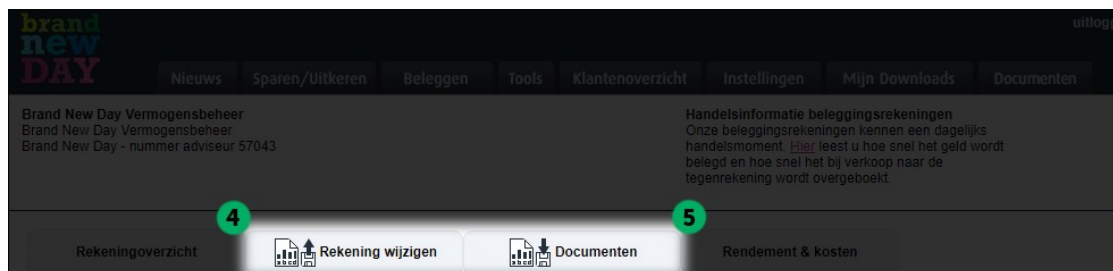 brand
new
DAY
uitlogg
Nieuws Sparen/Uitkeren Beleggen Tools Klantenoverzicht Instellingen Mijn Downloads Documenten
Brand New Day Vermogensbeheer
Brand New Day Vermogensbeheer
Brand New Day - nummer adviseur 57043
Handelsinformatie beleggingsrekeningen
Onze beleggingsrekeningen kennen een dagelijks
handelsmoment. Hier leest u hoe snel het geld wordt
belegd en hoe snel het bij verkoop naar de
tegenrekening wordt overgeboekt.
4 5
Rekeningoverzicht Rekening wijzigen Documenten Rendement & kosten